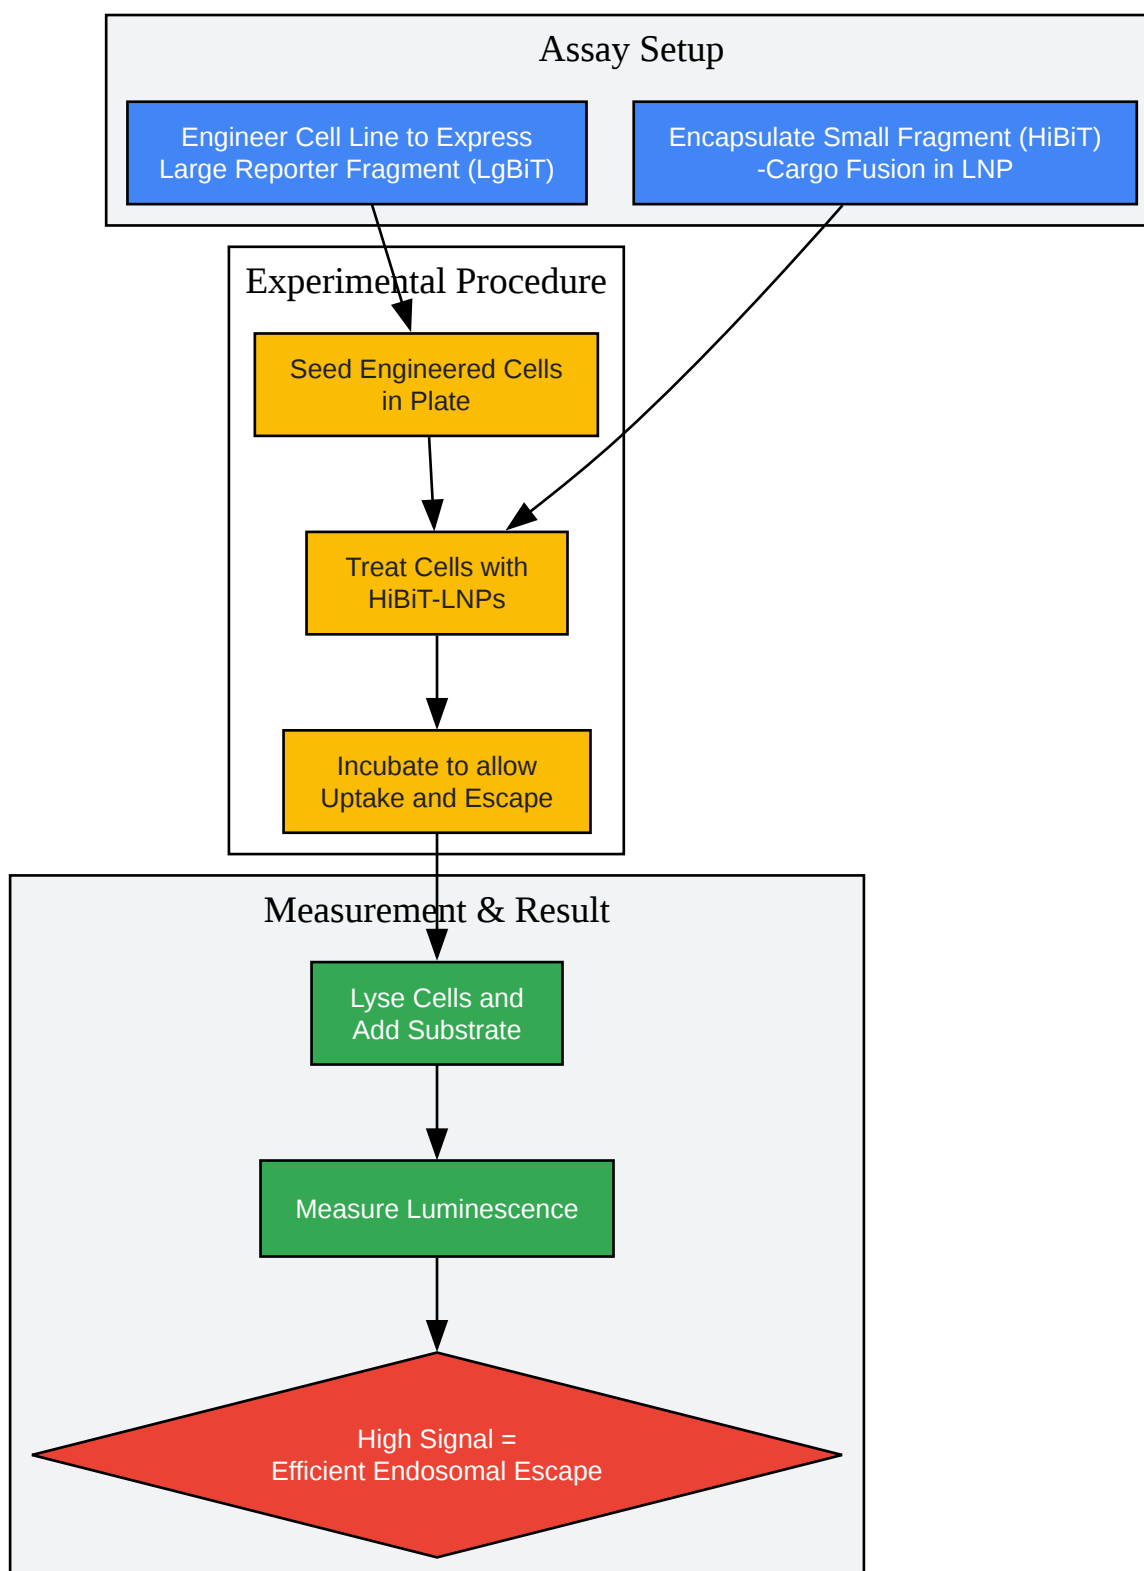 Assay Setup
Engineer Cell Line to Express
Large Reporter Fragment (LgBiT)
Encapsulate Small Fragment (HiBiT)
-Cargo Fusion in LNP
Experimental Procedure
Seed Engineered Cells
in Plate
Treat Cells with
HiBiT-LNPs
Incubate to allow
Uptake and Escape
Measurement & Result
Lyse Cells and
Add Substrate
Measure Luminescence
High Signal =
Efficient Endosomal Escape